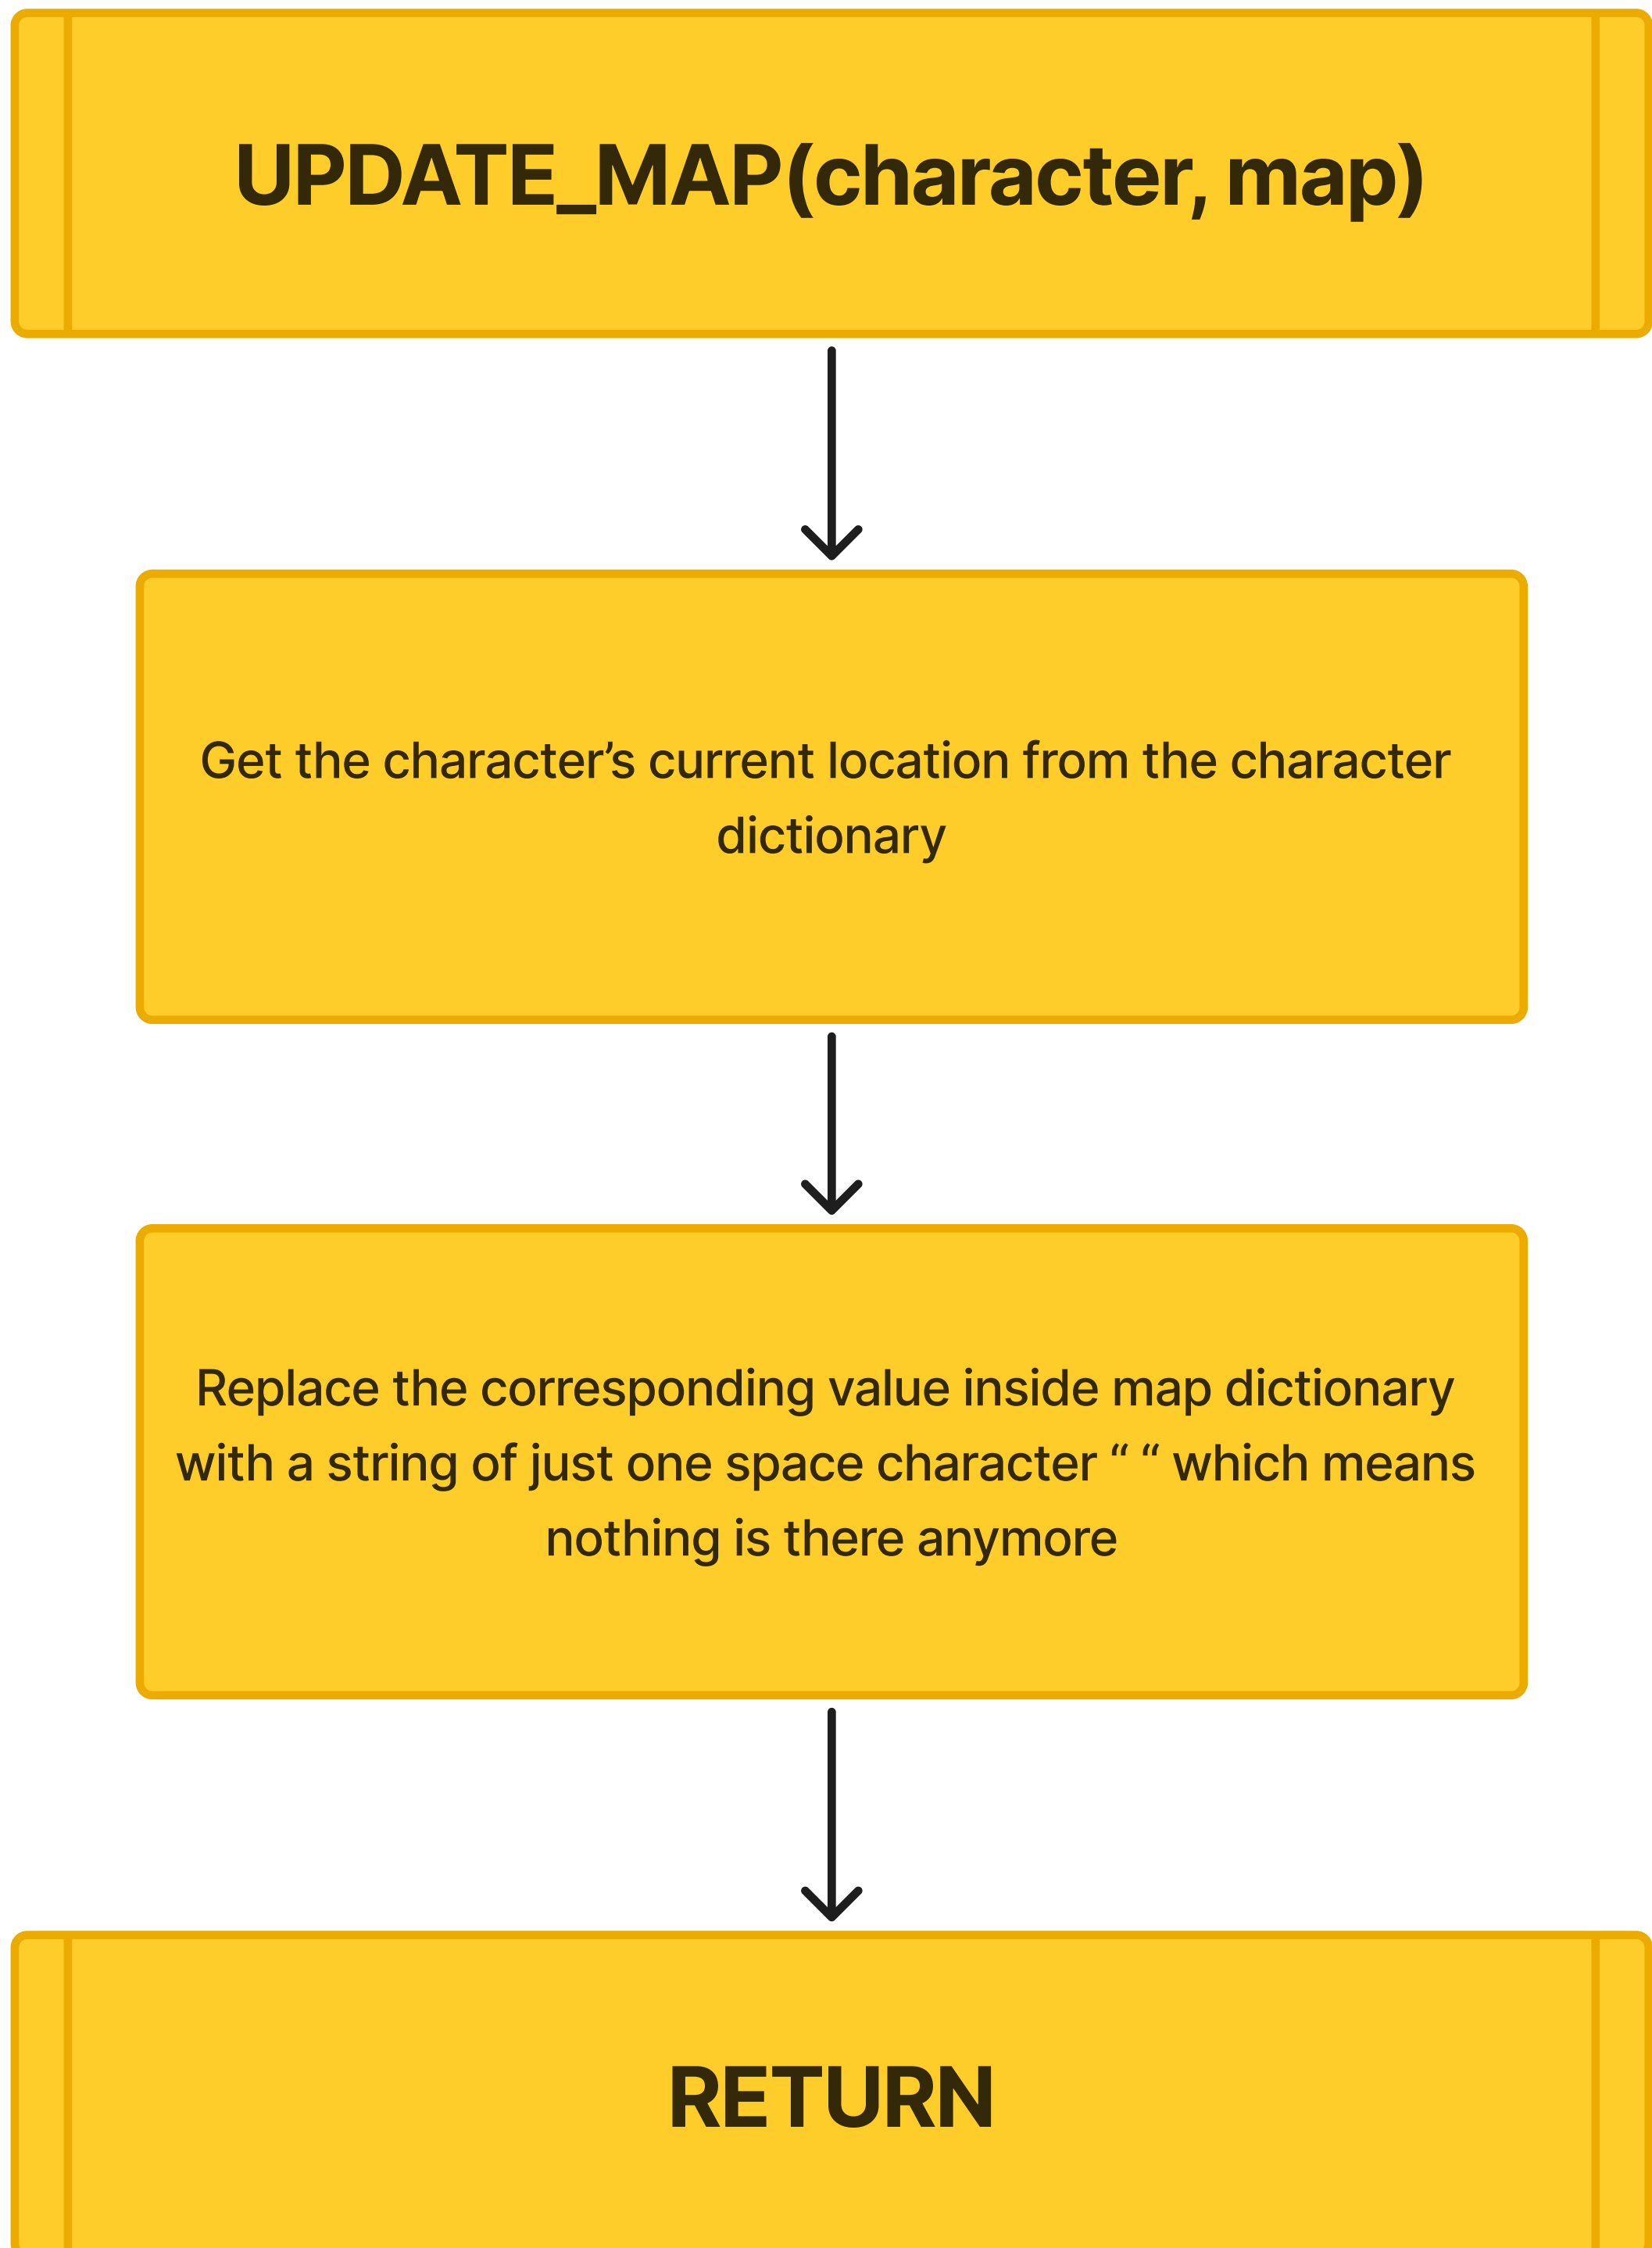 UPDATE_MAP(character, map)
Get the character’s current location from the character
dictionary
Replace the corresponding value inside map dictionary
with a string of just one space character “ “ which means
nothing is there anymore
RETURN